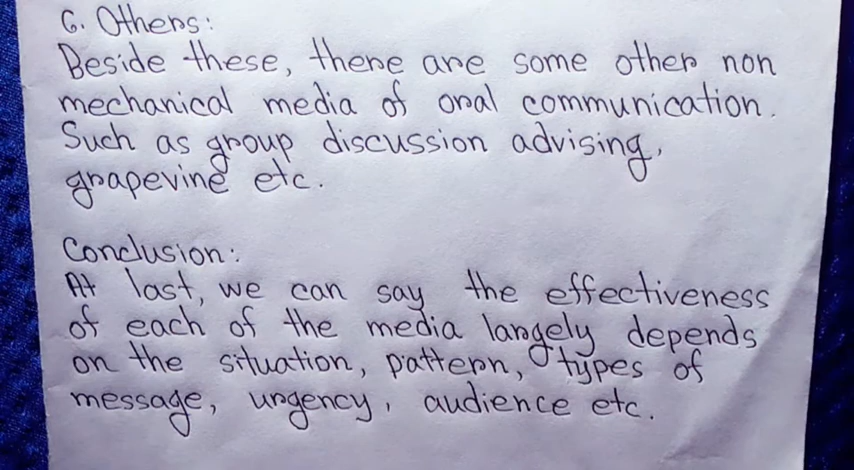 6. Others:
Beside these, there are some other non
mechanical media of oral communication.
Such as group discussion advising,
grapevine etc.
Conclusion:
At last, we can say the effectiveness
of each of the media largely depends
on the situation, pattern, types of
message, urgency, audience etc.